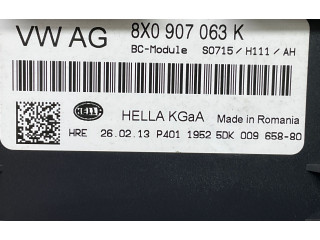 VW AG 8X0 907 063 K
BC-Module S0715/H111/AH
HELLA HELLA KGaA Made in Romania
HRE 26.02.13 P401 1952 5DK 009 658-80